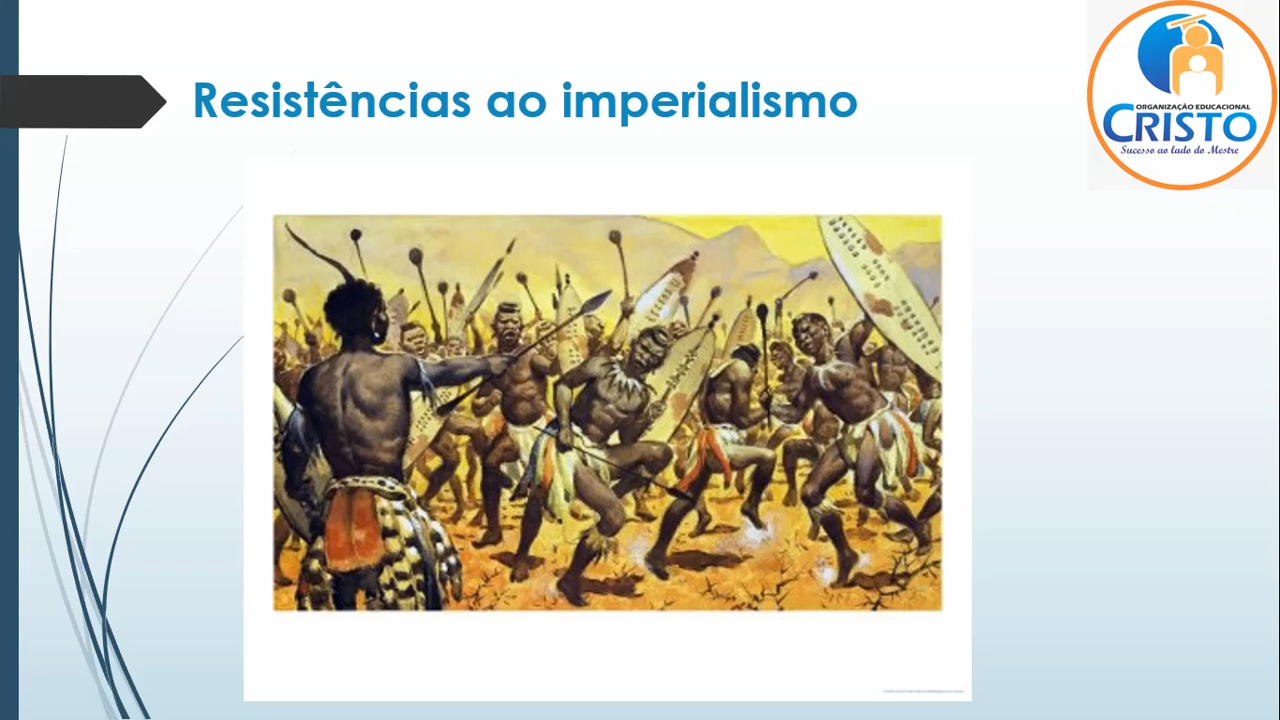 Resistências ao imperialismo
ORGANIZAÇÃO EDUCACIONAL
CRISTO
Sucesso ao lado do Mestre